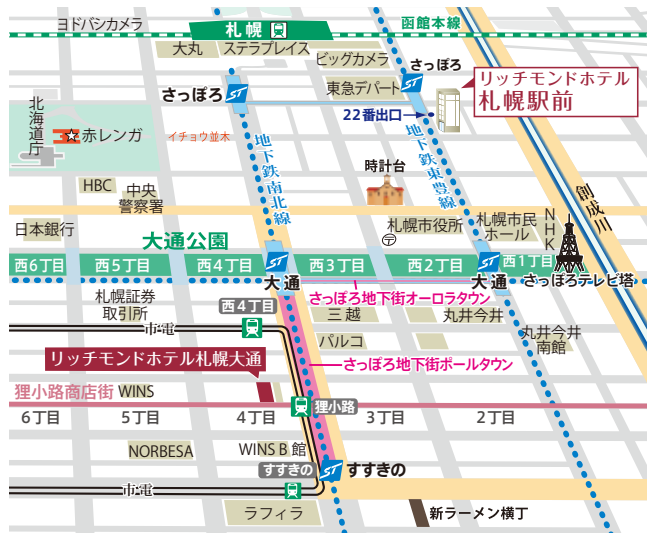 ヨドバシカメラ
札幌
函館本線
大丸
ステラプレイス
ビッグカメラ
さっぽろ
さっぽろ
東急デパート
リッチモンドホテル
札幌駅前
22番出口
北海道庁
赤レンガ
イチョウ並木
地下鉄南北線
地下鉄東豊線
時計台
創成川
HBC
中央
警察署
日本銀行
札幌市役所
札幌市民
ホール
NHK
大通公園
西6丁目
西5丁目
西4丁目
西3丁目
西2丁目
西1丁目
大通
大通
さっぽろテレビ塔
さっぽろ地下街オーロラタウン
札幌証券
取引所
西4丁目
三越
丸井今井
市電
パルコ
丸井今井
南館
リッチモンドホテル札幌大通
さっぽろ地下街ポールタウン
狸小路商店街
WINS
狸小路
6丁目
5丁目
4丁目
3丁目
2丁目
NORBESA
WINS B 館
すすきの
すすきの
市電
ラフィラ
新ラーメン横丁
ST
ST
ST
ST
ST